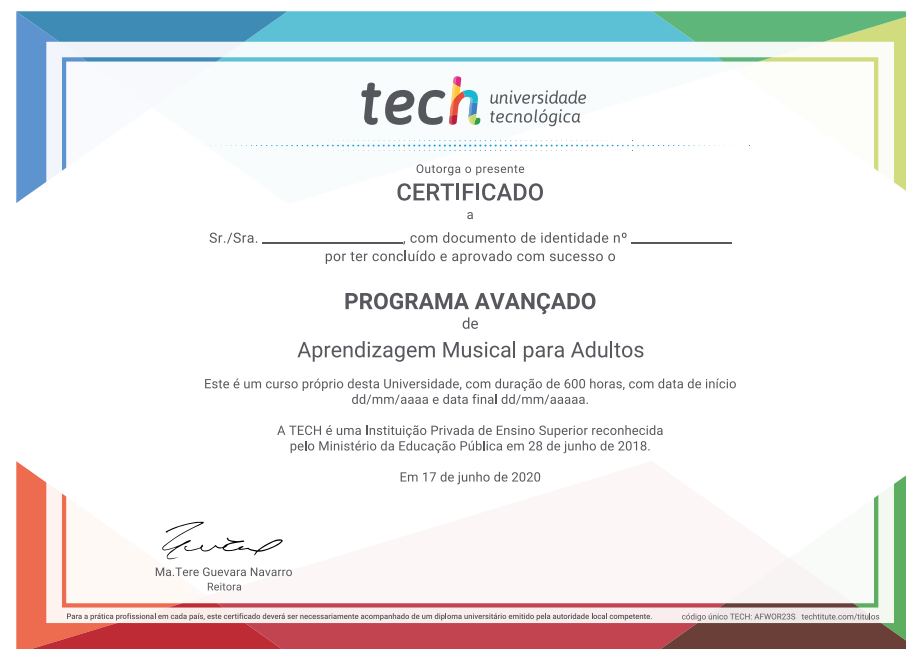 tech universidade
tecnológica
Outorga o presente
CERTIFICADO
a
Sr./Sra. ________________, com documento de identidade nº ____________
por ter concluído e aprovado com sucesso o
PROGRAMA AVANÇADO
de
Aprendizagem Musical para Adultos
Este é um curso próprio desta Universidade, com duração de 600 horas, com data de início
dd/mm/aaaa e data final dd/mm/aaaaa.
A TECH é uma Instituição Privada de Ensino Superior reconhecida
pelo Ministério da Educação Pública em 28 de junho de 2018.
Em 17 de junho de 2020
Ma.Tere Guevara Navarro
Reitora
Para a prática profissional em cada país, este certificado deverá ser necessariamente acompanhado de um diploma universitário emitido pela autoridade local competente. código único TECH: AFWOR23S techtitute.com/titulos